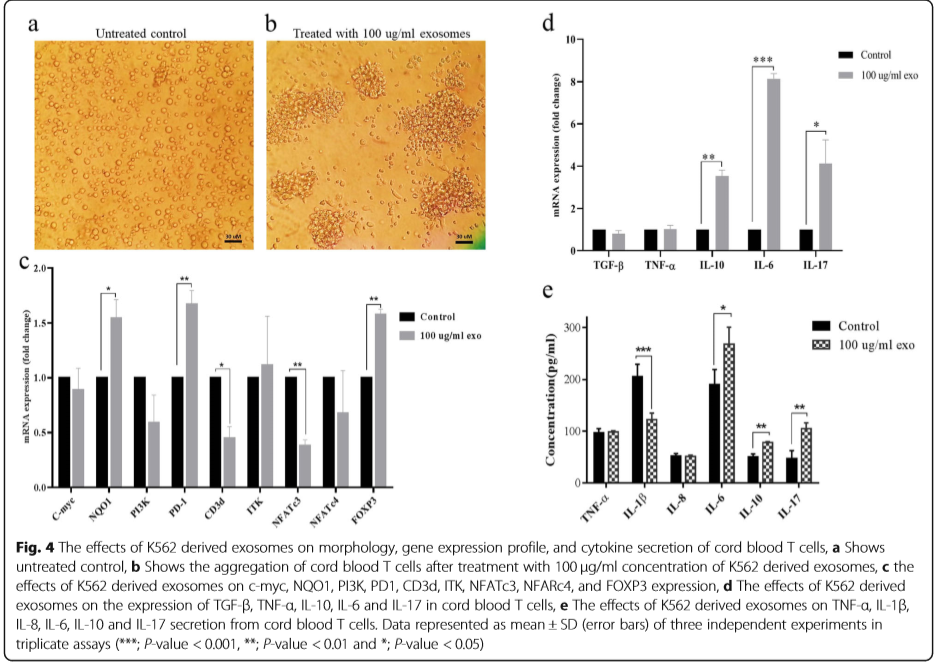 a
Untreated control
30 uM
b
Treated with 100 ug/ml exosomes
30 uM
c
mRNA expression (fold change)
2.0
1.5
1.0
0.5
0.0
C-myc
NQO1
PI3K
PD-1
CD3d
ITK
NFATc3
NFATc4
FOXP3
*
**
*
**
**
Control
100 ug/ml exo
d
mRNA expression (fold change)
10
8
6
4
2
0
TGF-β
TNF-α
IL-10
IL-6
IL-17
**
***
*
Control
100 ug/ml exo
e
Concentration(pg/ml)
300
200
100
0
TNF-α
IL-1β
IL-8
IL-6
IL-10
IL-17
***
*
**
**
Control
100 ug/ml exo
Fig. 4 The effects of K562 derived exosomes on morphology, gene expression profile, and cytokine secretion of cord blood T cells, a Shows
untreated control, b Shows the aggregation of cord blood T cells after treatment with 100 μg/ml concentration of K562 derived exosomes, c the
effects of K562 derived exosomes on c-myc, NQO1, PI3K, PD1, CD3d, ITK, NFATc3, NFARc4, and FOXP3 expression, d The effects of K562 derived
exosomes on the expression of TGF-β, TNF-α, IL-10, IL-6 and IL-17 in cord blood T cells, e The effects of K562 derived exosomes on TNF-α, IL-1β,
IL-8, IL-6, IL-10 and IL-17 secretion from cord blood T cells. Data represented as mean ± SD (error bars) of three independent experiments in
triplicate assays (***; P-value < 0.001, **; P-value < 0.01 and *; P-value < 0.05)